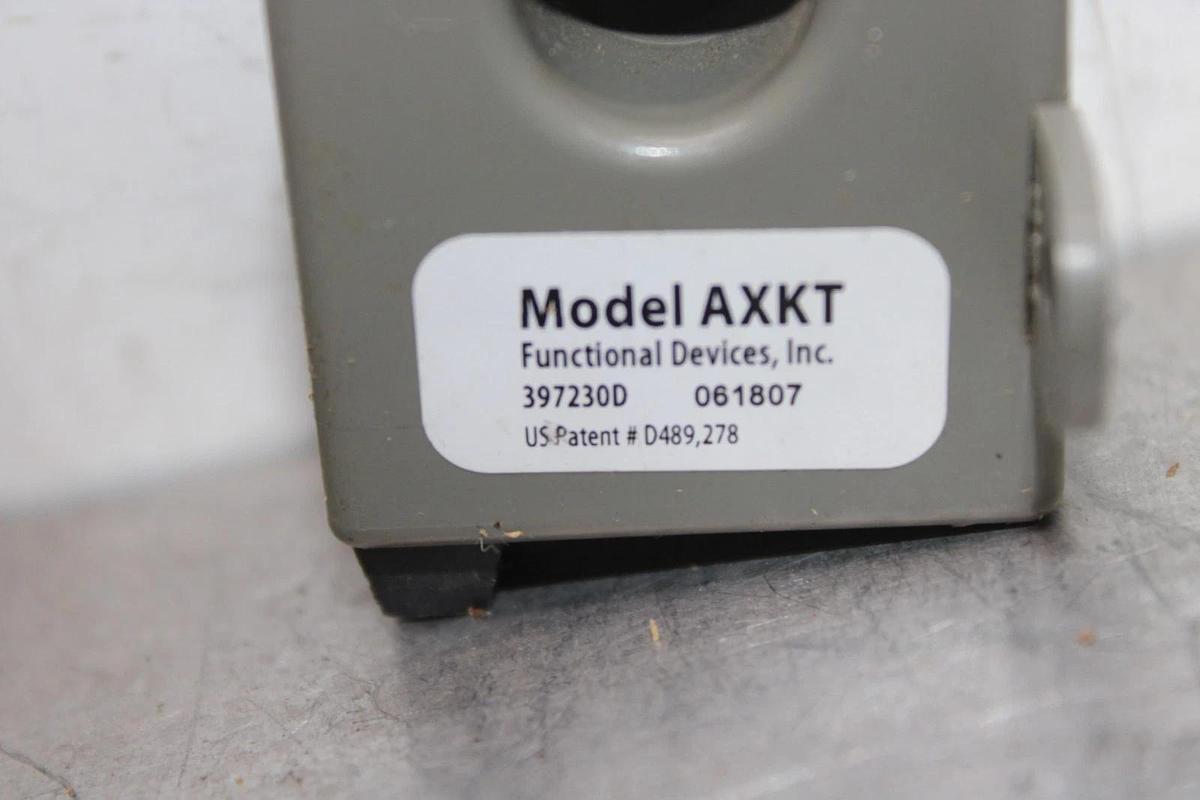 Model AXKT
Functional Devices, Inc.
397230D 061807
US Patent # D489,278